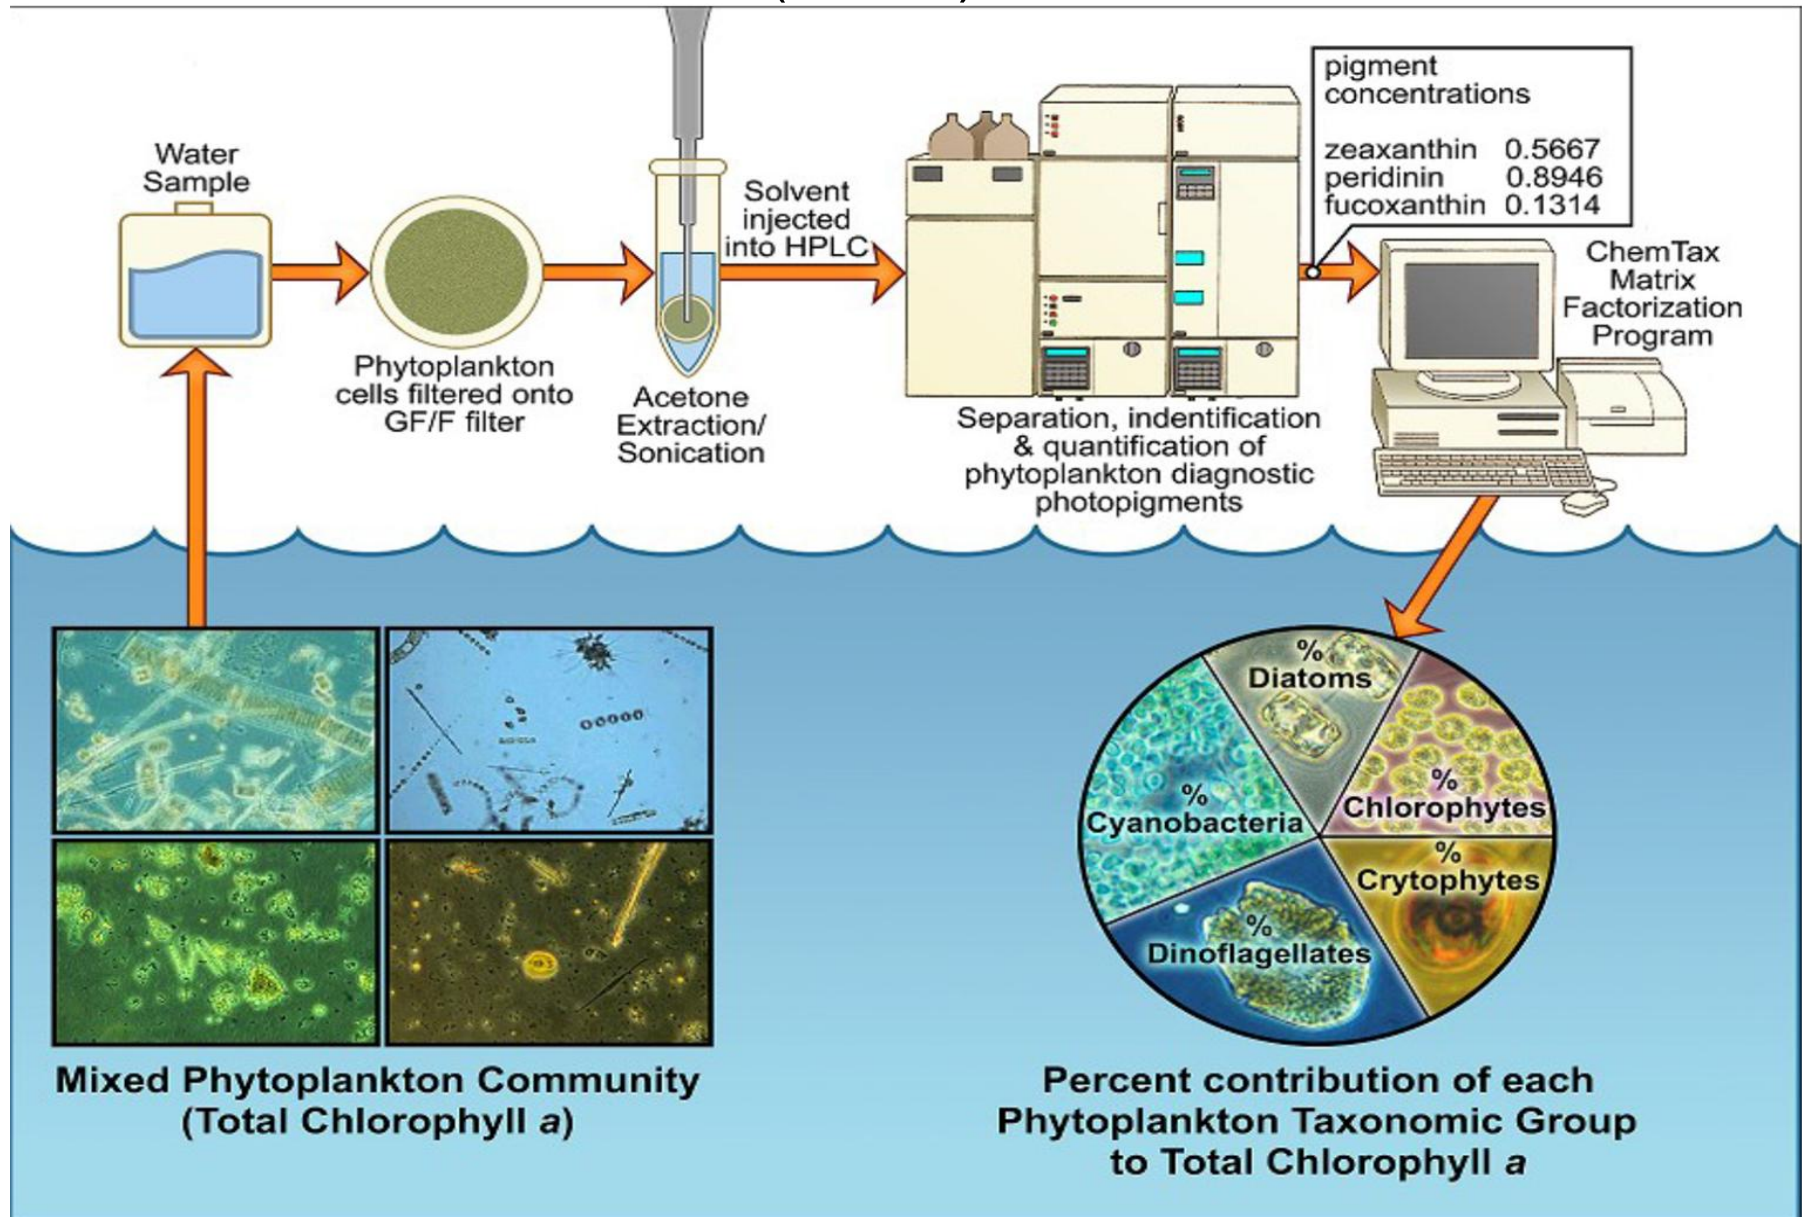 Water
Sample
Phytoplankton
cells filtered onto
GF/F filter
Acetone
Extraction/
Sonication
Solvent
injected
into HPLC
Separation, indentification
& quantification of
phytoplankton diagnostic
photopigments
pigment
concentrations
zeaxanthin 0.5667
peridinin 0.8946
fucoxanthin 0.1314
ChemTax
Matrix
Factorization
Program
%
Diatoms
%
Chlorophytes
%
Cyanobacteria
%
Crytophytes
%
Dinoflagellates
Mixed Phytoplankton Community
(Total Chlorophyll a)
Percent contribution of each
Phytoplankton Taxonomic Group
to Total Chlorophyll a